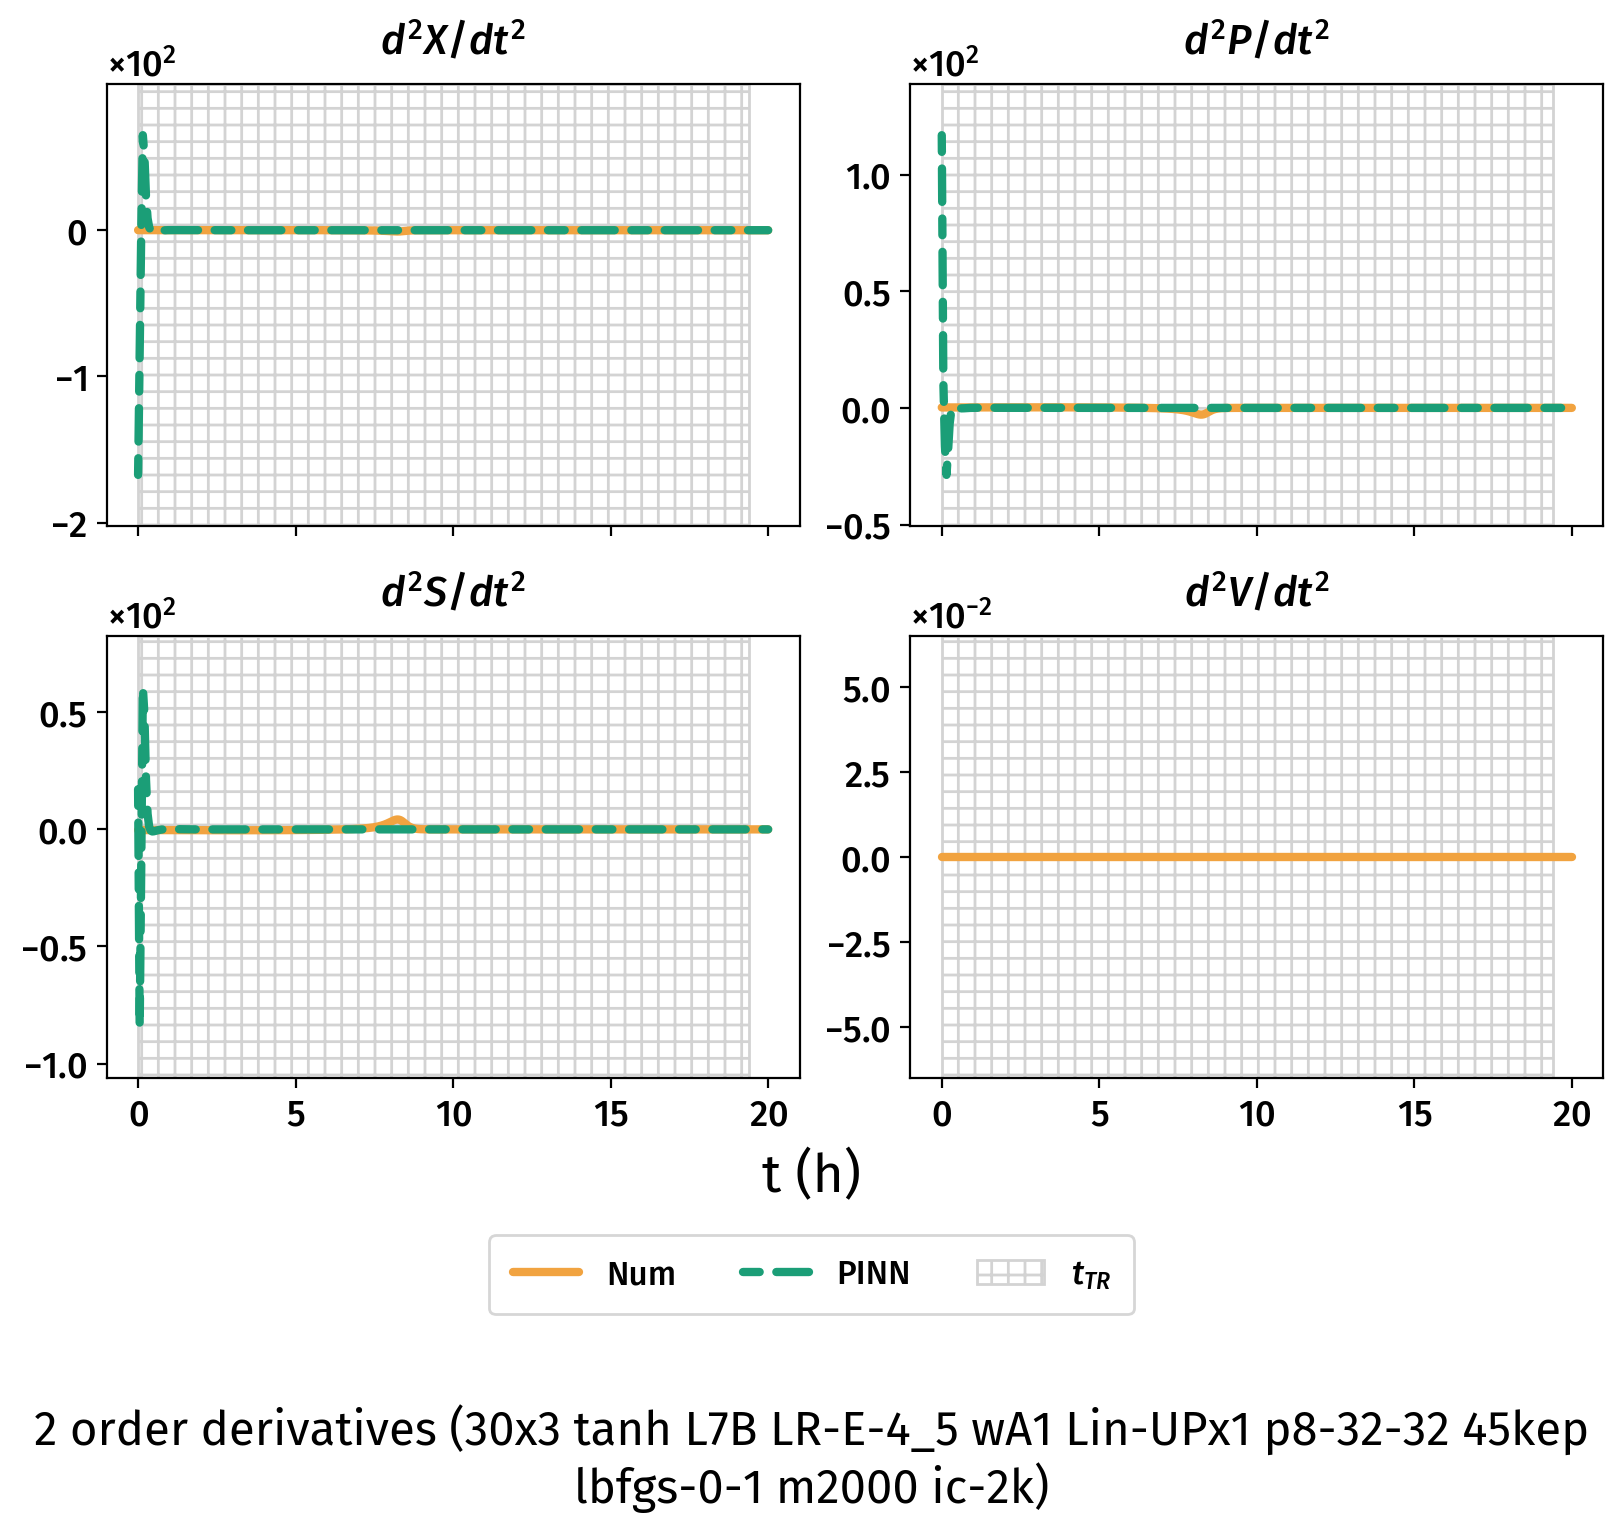 d²X/dt²
×10²
0
−1
−2
d²P/dt²
×10²
1.0
0.5
0.0
−0.5
d²S/dt²
×10²
0.5
0.0
−0.5
−1.0
0 5 10 15 20
d²V/dt²
×10⁻²
5.0
2.5
0.0
−2.5
−5.0
0 5 10 15 20
t (h)
Num PINN t_TR
2 order derivatives (30x3 tanh L7B LR-E-4_5 wA1 Lin-UPx1 p8-32-32 45kep
lbfgs-0-1 m2000 ic-2k)